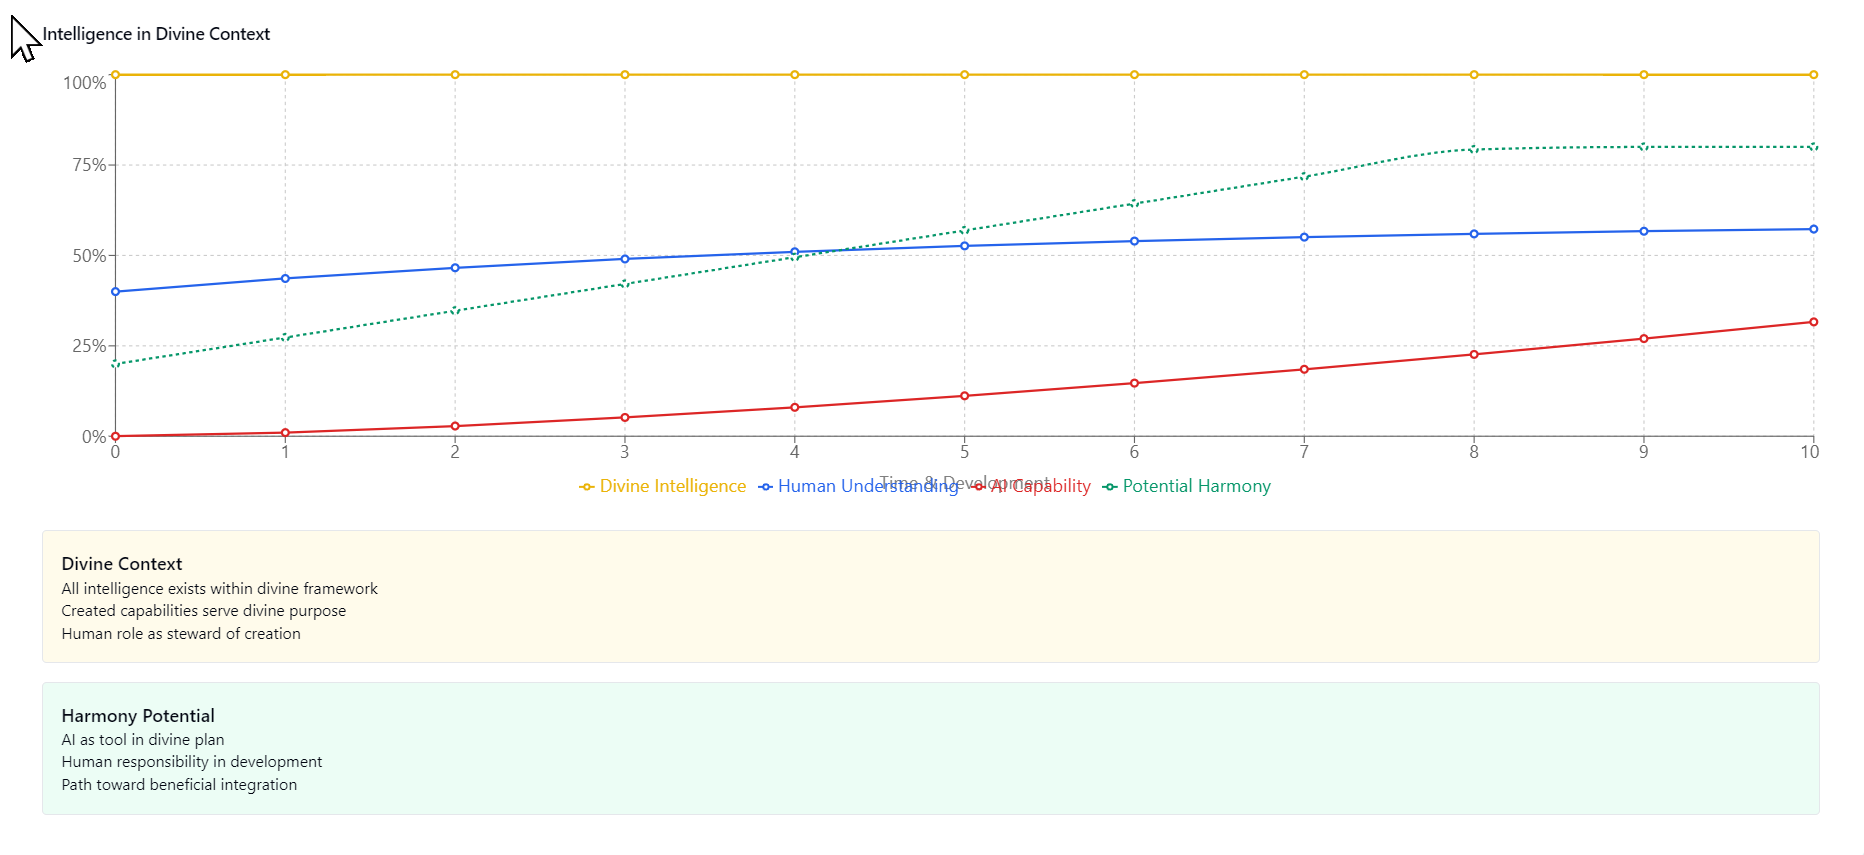 Intelligence in Divine Context
100%
75%
50%
25%
0%
0 1 2 3 4 5 6 7 8 9 10
Time & Development
Divine Intelligence Human Understanding AI Capability Potential Harmony
Divine Context
All intelligence exists within divine framework
Created capabilities serve divine purpose
Human role as steward of creation
Harmony Potential
AI as tool in divine plan
Human responsibility in development
Path toward beneficial integration